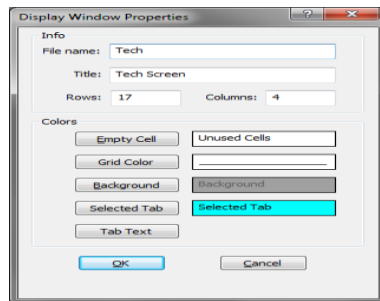 Display Window Properties
Info
File name: Tech
Title: Tech Screen
Rows: 17 Columns: 4
Colors
Empty Cell Unused Cells
Grid Color
Background Background
Selected Tab Selected Tab
Tab Text
OK Cancel